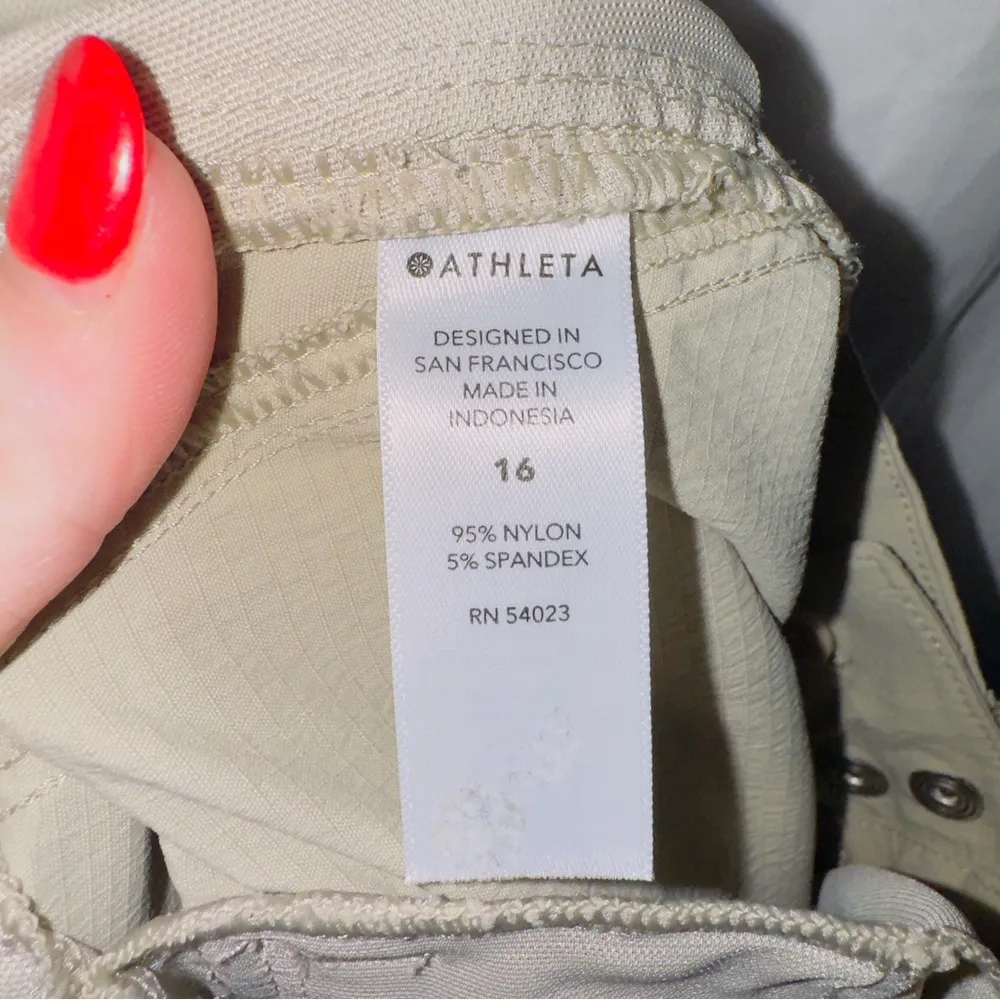 ATHLETA
DESIGNED IN
SAN FRANCISCO
MADE IN
INDONESIA
16
95% NYLON
5% SPANDEX
RN 54023